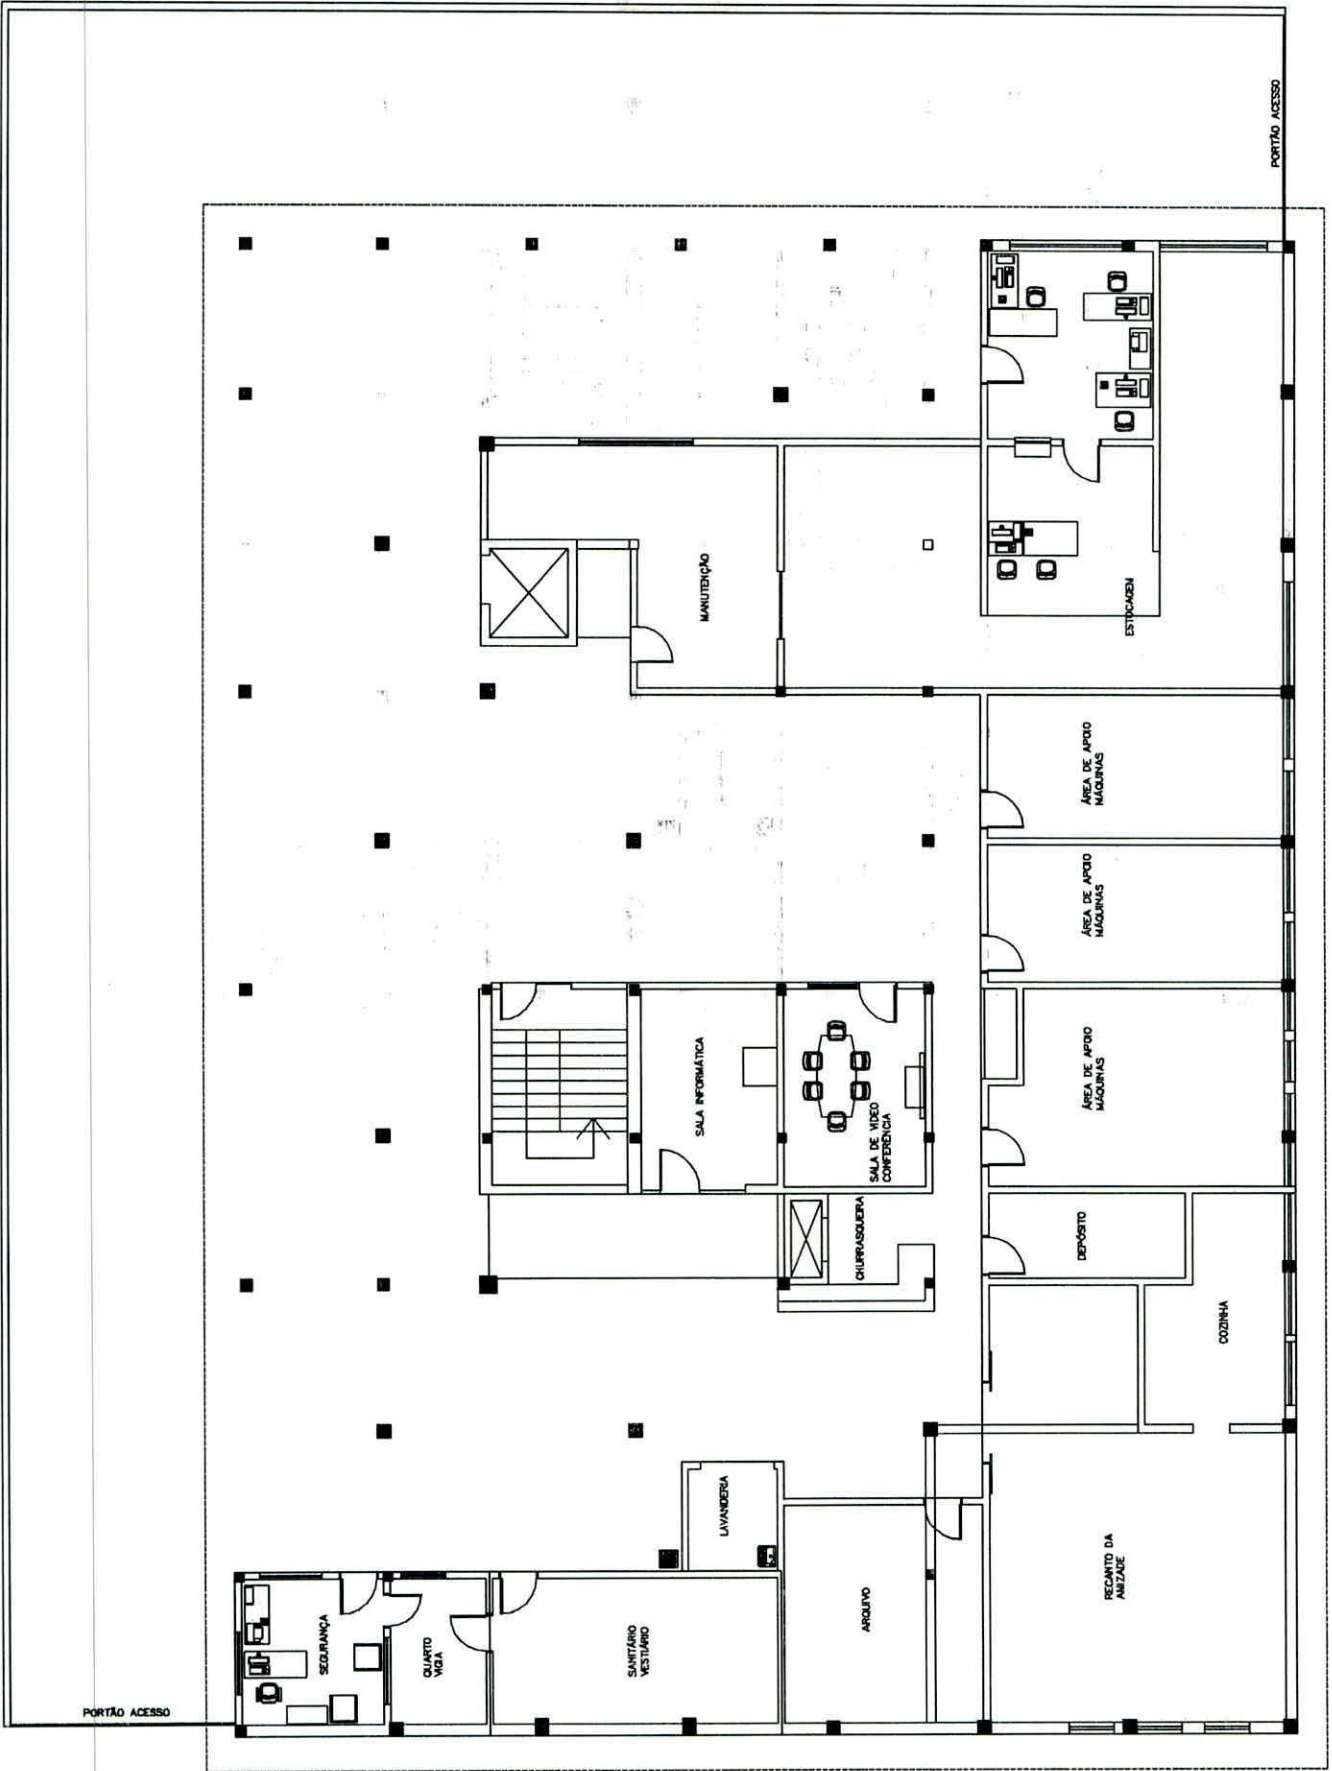 PORTÃO ACESSO
MANUTENÇÃO
ESTOCAGEM
ÁREA DE APOIO
MÁQUINAS
ÁREA DE APOIO
MÁQUINAS
SALA INFORMÁTICA
SALA DE VIDEO
CONFERENCIA
ÁREA DE APOIO
MÁQUINAS
CHURRASQUEIRA
DEPÓSITO
COZINHA
LAVANDERIA
SEGURANÇA
QUARTO
VIGIA
SANITÁRIO
VESTIÁRIO
ARQUIVO
RECANTO DA
AMIZADE
PORTÃO ACESSO